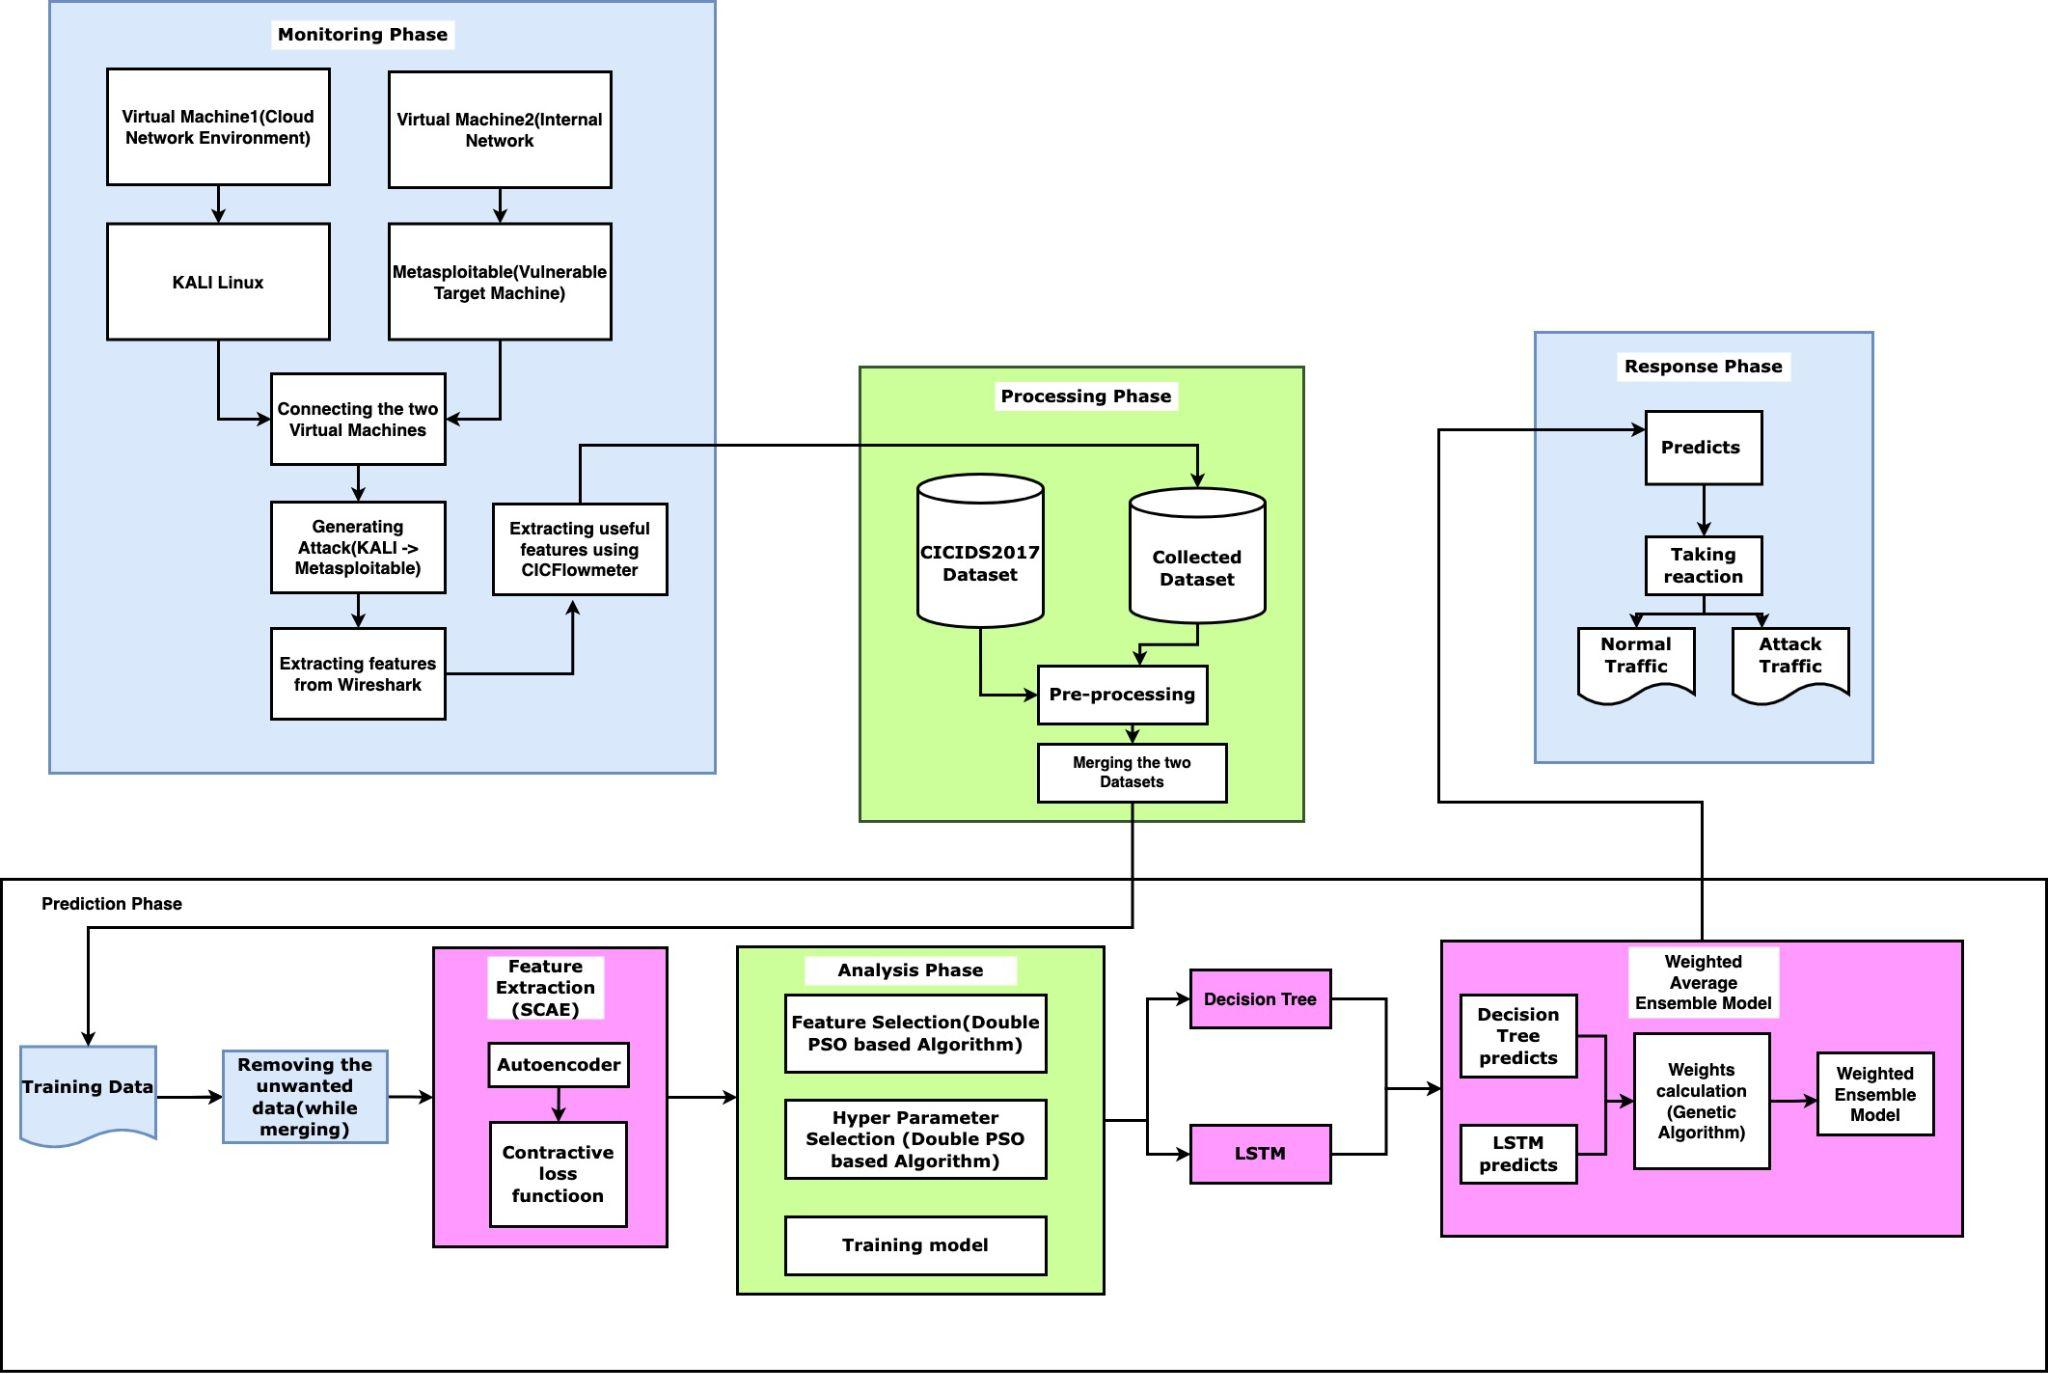 Monitoring Phase
Virtual Machine1(Cloud
Network Environment)
Virtual Machine2(Internal
Network
KALI Linux
Metasploitable(Vulnerable
Target Machine)
Connecting the two
Virtual Machines
Generating
Attack(KALI ->
Metasploitable)
Extracting useful
features using
CICFlowmeter
Extracting features
from Wireshark
Processing Phase
CICIDS2017
Dataset
Collected
Dataset
Pre-processing
Merging the two
Datasets
Response Phase
Predicts
Taking
reaction
Normal
Traffic
Attack
Traffic
Prediction Phase
Training Data
Removing the
unwanted
data(while
merging)
Feature
Extraction
(SCAE)
Autoencoder
Contractive
loss
functioon
Analysis Phase
Feature Selection(Double
PSO based Algorithm)
Hyper Parameter
Selection (Double PSO
based Algorithm)
Training model
Decision Tree
LSTM
Weighted
Average
Ensemble Model
Decision
Tree
predicts
LSTM
predicts
Weights
calculation
(Genetic
Algorithm)
Weighted
Ensemble
Model